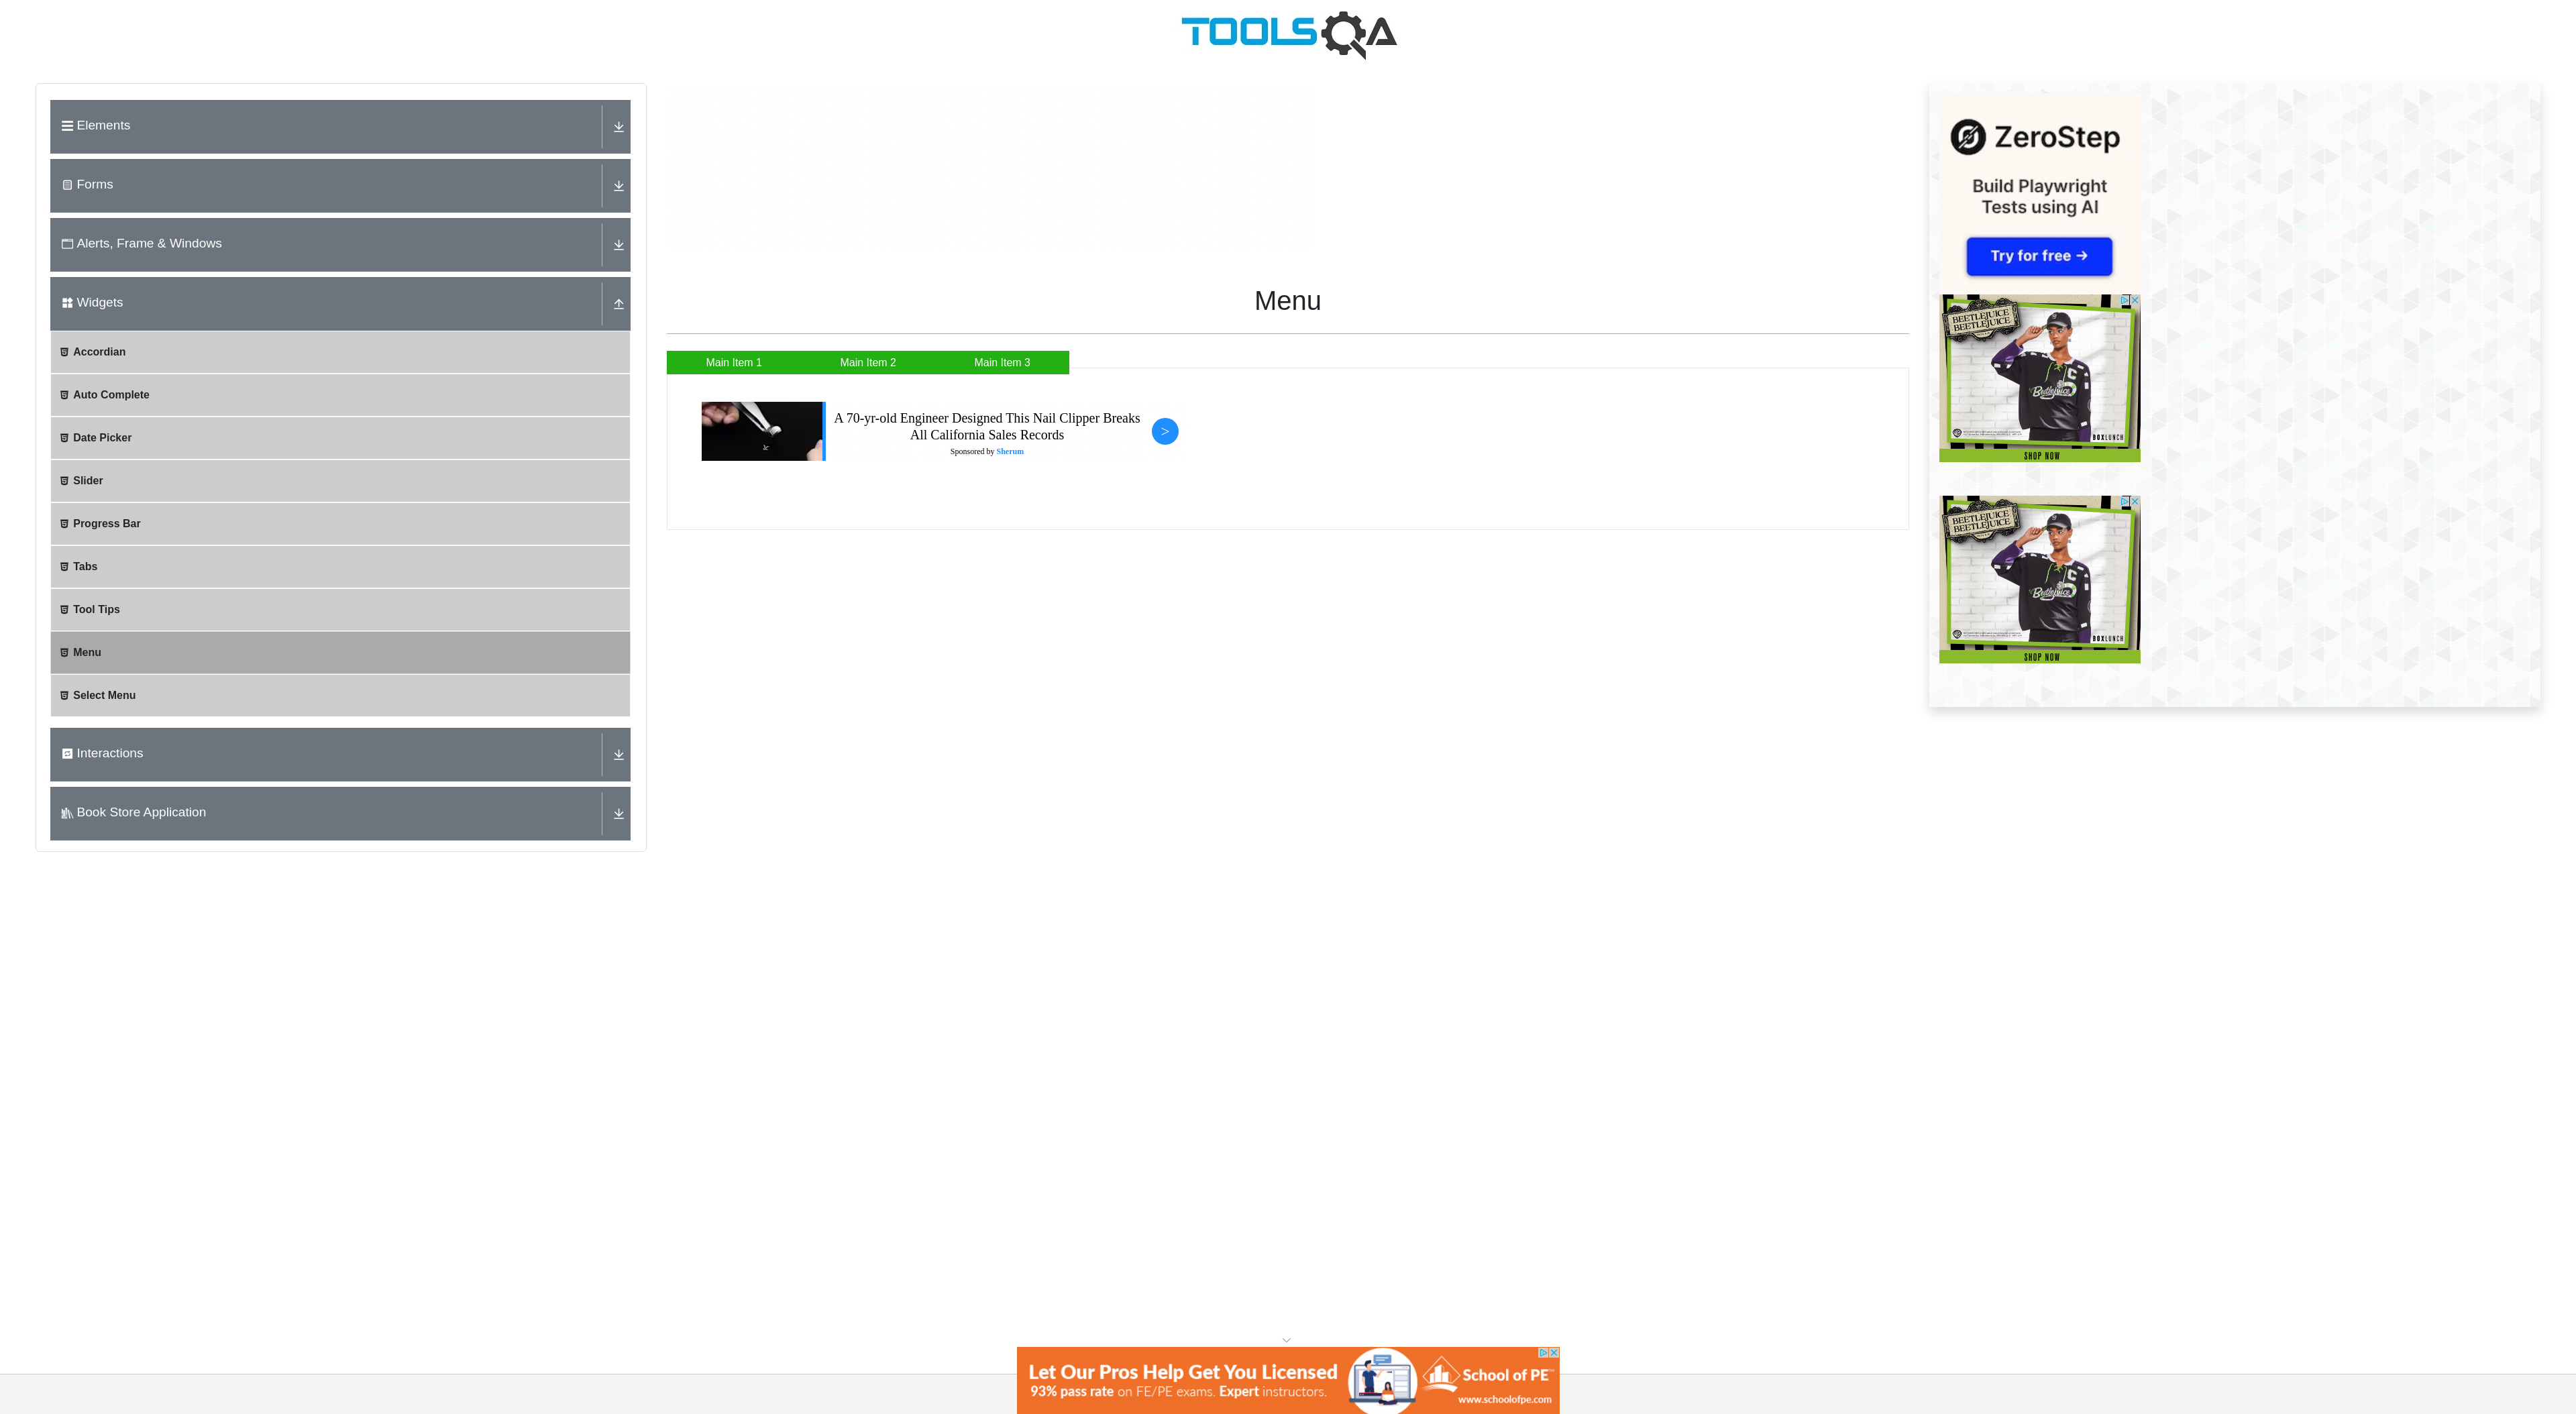 TOOLSQA
Elements
Forms
Alerts, Frame & Windows
Widgets
Accordian
Auto Complete
Date Picker
Slider
Progress Bar
Tabs
Tool Tips
Menu
Select Menu
Interactions
Book Store Application
Menu
Main Item 1
Main Item 2
Main Item 3
A 70-yr-old Engineer Designed This Nail Clipper Breaks
All California Sales Records
Sponsored by Sherum
>
ZeroStep
Build Playwright
Tests using AI
Try for free →
BEETLEJUICE
BEETLEJUICE
C
Beetlejuice
BOXLUNCH
SHOP NOW
BEETLEJUICE
BEETLEJUICE
C
Beetlejuice
BOXLUNCH
SHOP NOW
Let Our Pros Help Get You Licensed
93% pass rate on FE/PE exams. Expert instructors.
School of PE
www.schoolofpe.com